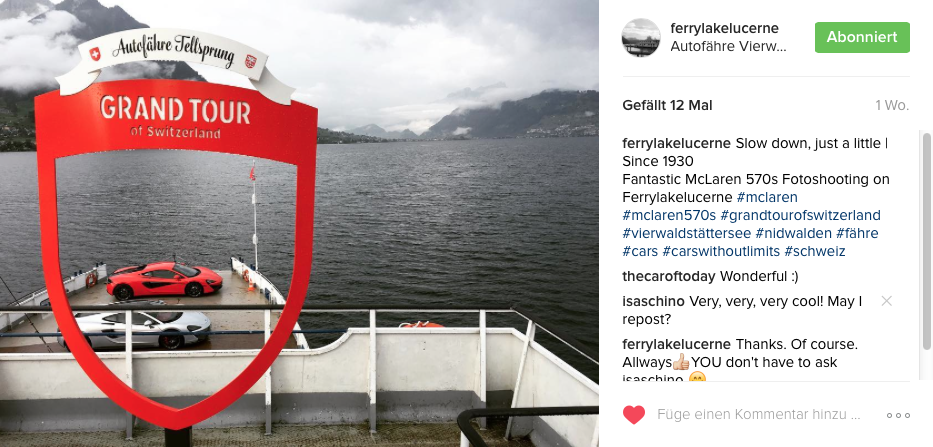 Autofähre Tellsprung
GRAND TOUR
of Switzerland
ferrylakelucerne
Autofähre Vierw...
Abonniert
Gefällt 12 Mal
1 Wo.
ferrylakelucerne Slow down, just a little |
Since 1930
Fantastic McLaren 570s Fotoshooting on
Ferrylakelucerne #mclaren
#mclaren570s #grandtourofswitzerland
#vierwaldstättersee #nidwalden #fähre
#cars #carswithoutlimits #schweiz
thecaroftoday Wonderful :)
isaschino Very, very, very cool! May I
repost?
ferrylakelucerne Thanks. Of course.
Allways👍🏼YOU don't have to ask
isaschino 😊
Füge einen Kommentar hinzu ...